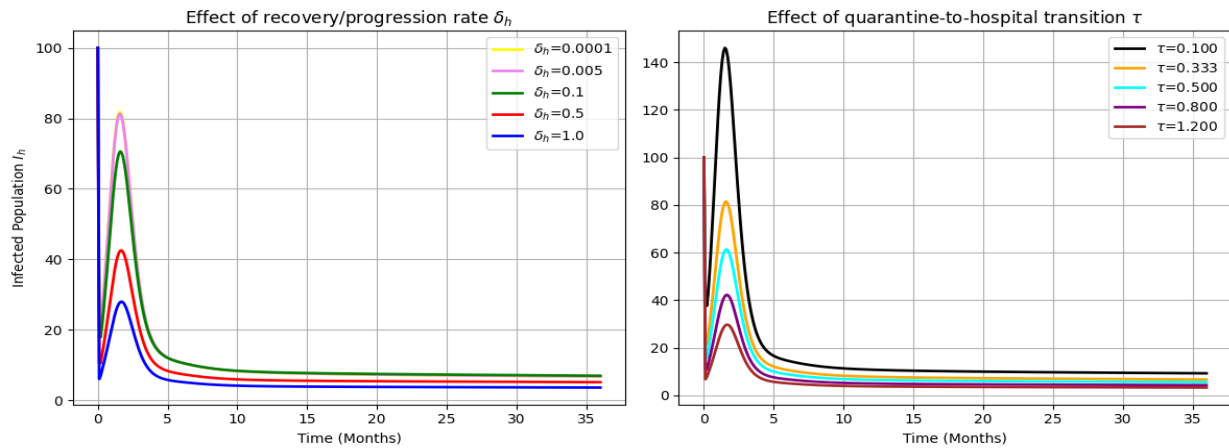 Effect of recovery/progression rate δₕ
100
80
60
40
20
0
0
5
10
15
20
25
30
35
Infected Population Iₕ
Time (Months)
δₕ=0.0001
δₕ=0.005
δₕ=0.1
δₕ=0.5
δₕ=1.0
Effect of quarantine-to-hospital transition τ
140
120
100
80
60
40
20
0
0
5
10
15
20
25
30
35
Time (Months)
τ=0.100
τ=0.333
τ=0.500
τ=0.800
τ=1.200